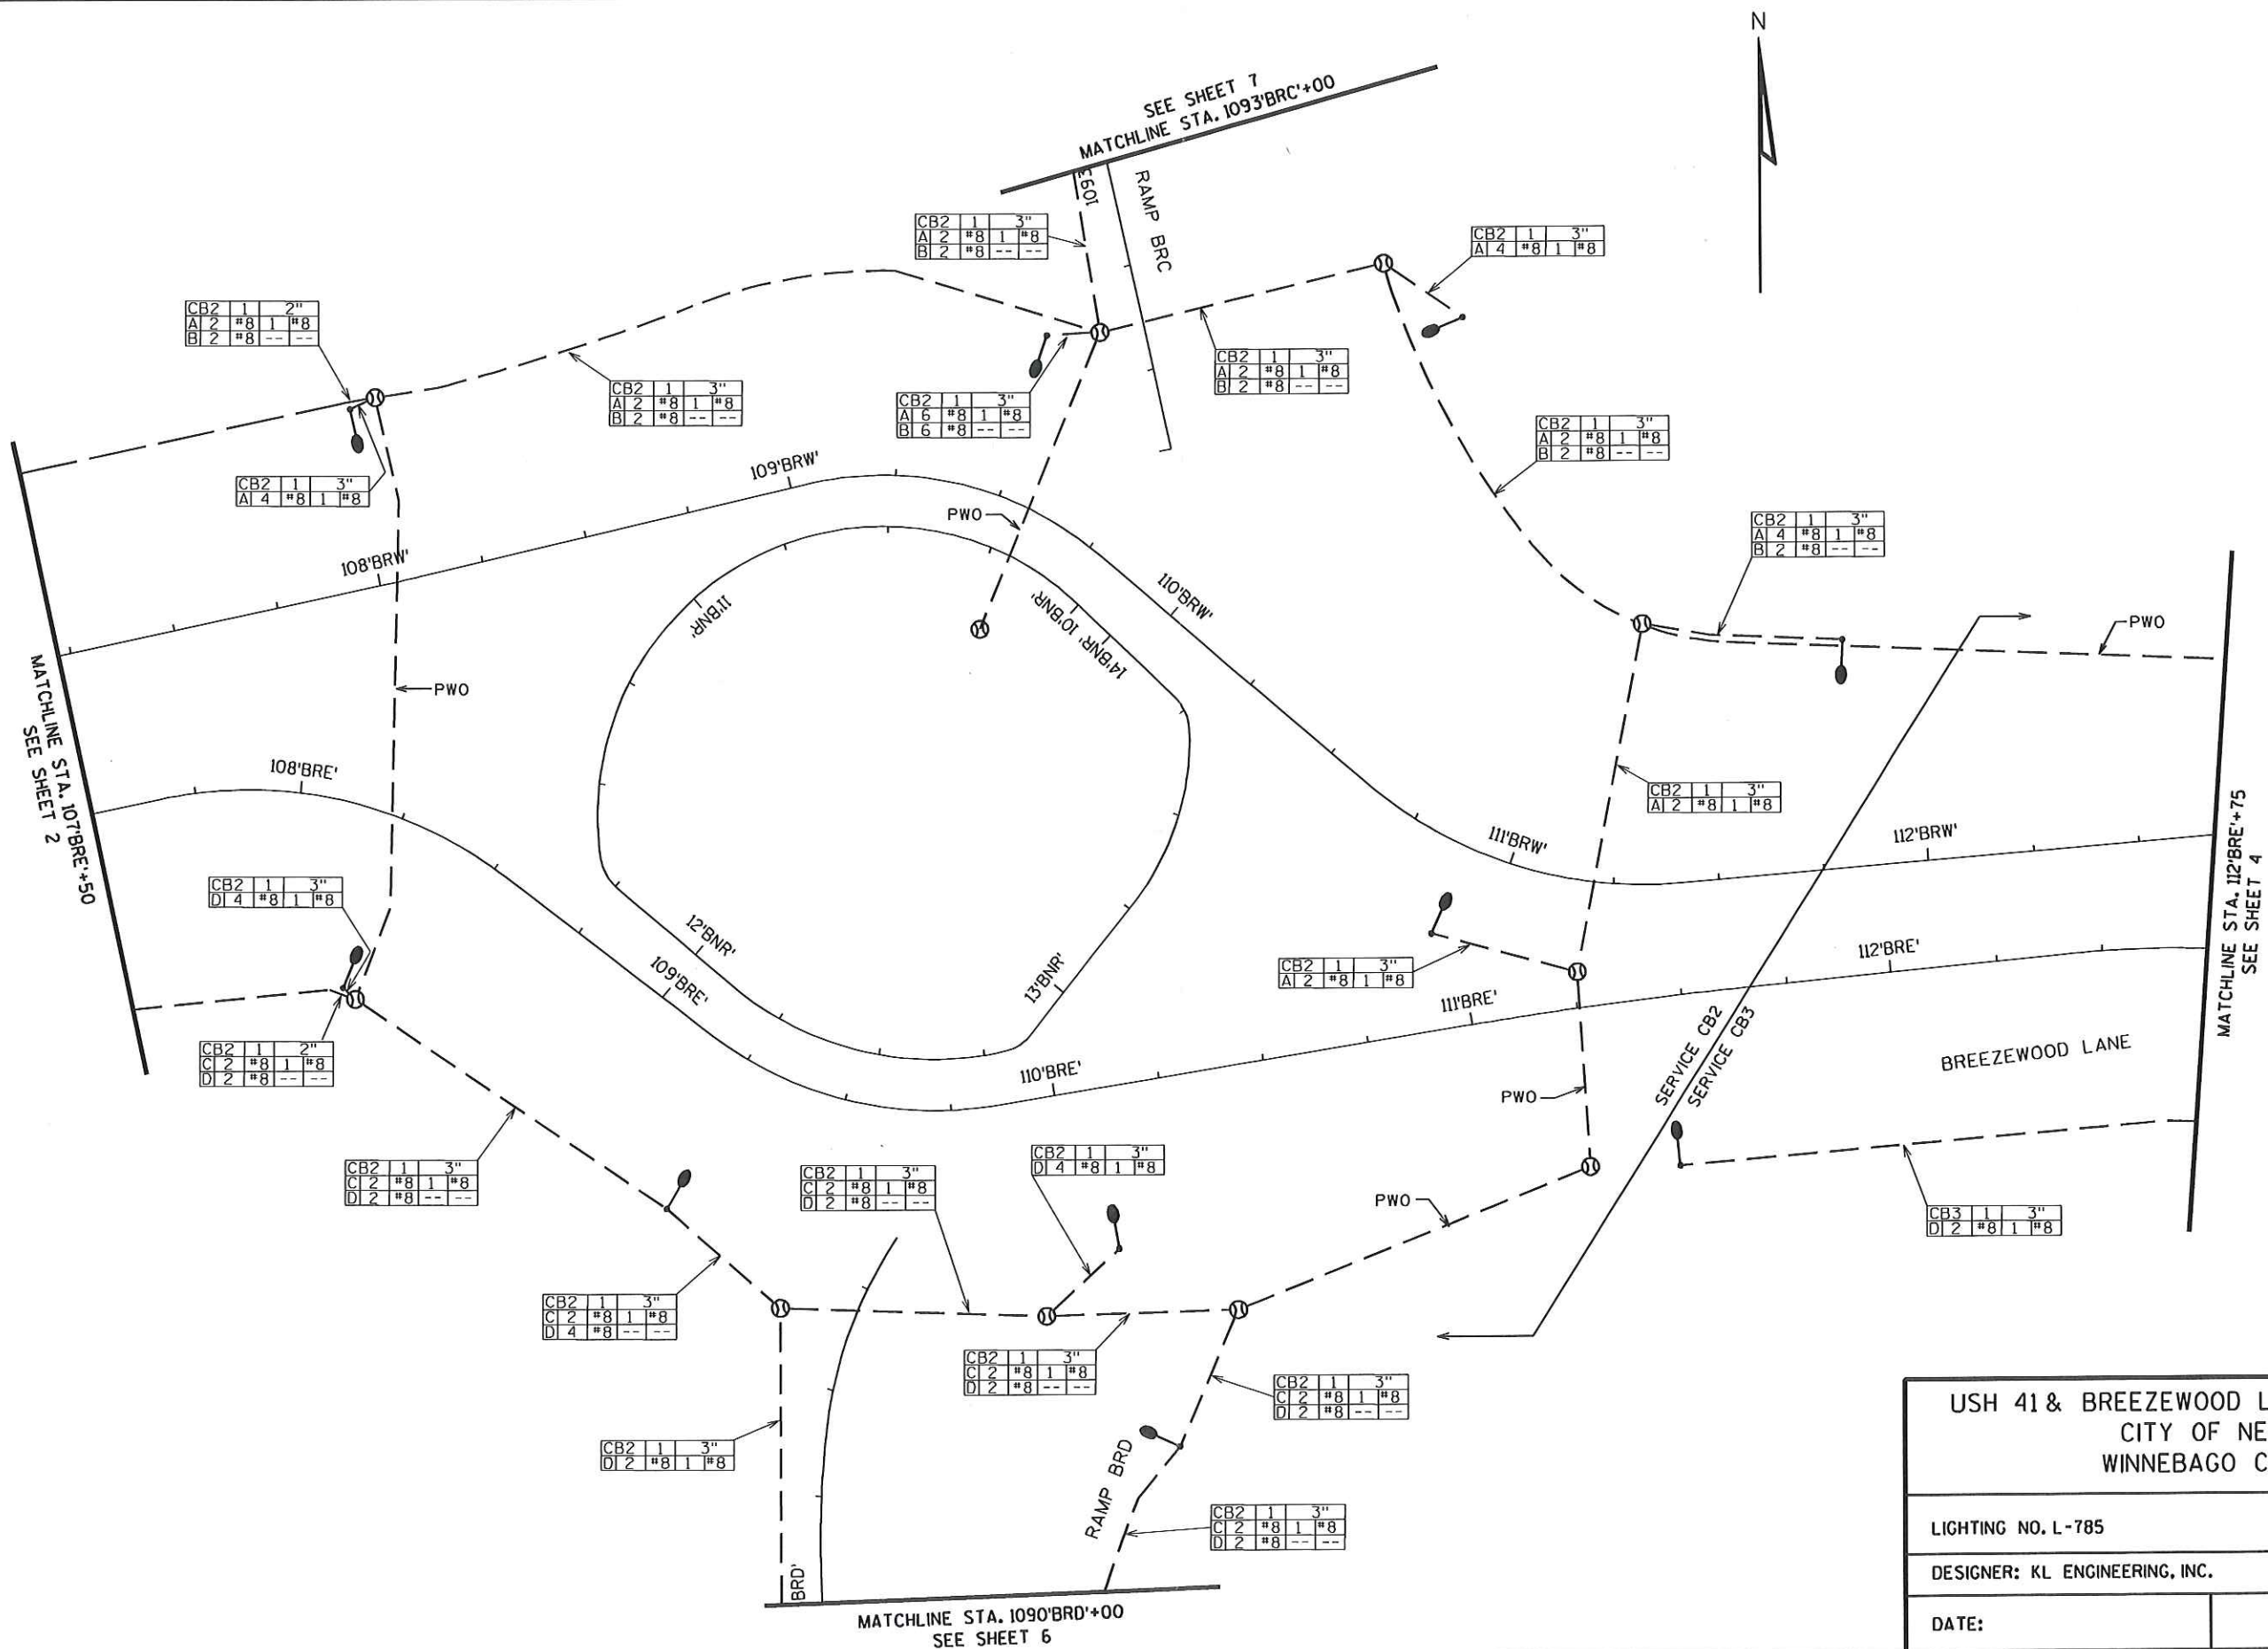 N
SEE SHEET 7
MATCHLINE STA. 1093'BRC'+00
1093
RAMP BRC
CB2 1 3"
A 2 #8 1 #8
B 2 #8 -- --
CB2 1 3"
A 4 #8 1 #8
CB2 1 2"
A 2 #8 1 #8
B 2 #8 -- --
CB2 1 3"
A 2 #8 1 #8
B 2 #8 -- --
CB2 1 3"
A 6 #8 1 #8
B 6 #8 -- --
CB2 1 3"
A 2 #8 1 #8
B 2 #8 -- --
CB2 1 3"
A 2 #8 1 #8
B 2 #8 -- --
CB2 1 3"
A 4 #8 1 #8
109'BRW'
PWO
CB2 1 3"
A 4 #8 1 #8
B 2 #8 -- --
108'BRW'
11'BNR'
10'BNR'
14'BNR'
110'BRW'
PWO
MATCHLINE STA. 107'BRE'+50
SEE SHEET 2
PWO
108'BRE'
CB2 1 3"
A 2 #8 1 #8
111'BRW'
112'BRW'
MATCHLINE STA. 112'BRE'+75
SEE SHEET 4
CB2 1 3"
D 4 #8 1 #8
12'BNR'
109'BRE'
13'BNR'
CB2 1 3"
A 2 #8 1 #8
111'BRE'
112'BRE'
SERVICE CB2
SERVICE CB3
BREEZEWOOD LANE
CB2 1 2"
C 2 #8 1 #8
D 2 #8 -- --
110'BRE'
PWO
CB2 1 3"
C 2 #8 1 #8
D 2 #8 -- --
CB2 1 3"
C 2 #8 1 #8
D 2 #8 -- --
CB2 1 3"
D 4 #8 1 #8
PWO
CB3 1 3"
D 2 #8 1 #8
CB2 1 3"
C 2 #8 1 #8
D 4 #8 -- --
CB2 1 3"
C 2 #8 1 #8
D 2 #8 -- --
CB2 1 3"
C 2 #8 1 #8
D 2 #8 -- --
CB2 1 3"
D 2 #8 1 #8
RAMP BRD
CB2 1 3"
C 2 #8 1 #8
D 2 #8 -- --
BRD'
MATCHLINE STA. 1090'BRD'+00
SEE SHEET 6
USH 41 & BREEZEWOOD L
CITY OF NE
WINNEBAGO C
LIGHTING NO. L-785
DESIGNER: KL ENGINEERING, INC.
DATE: